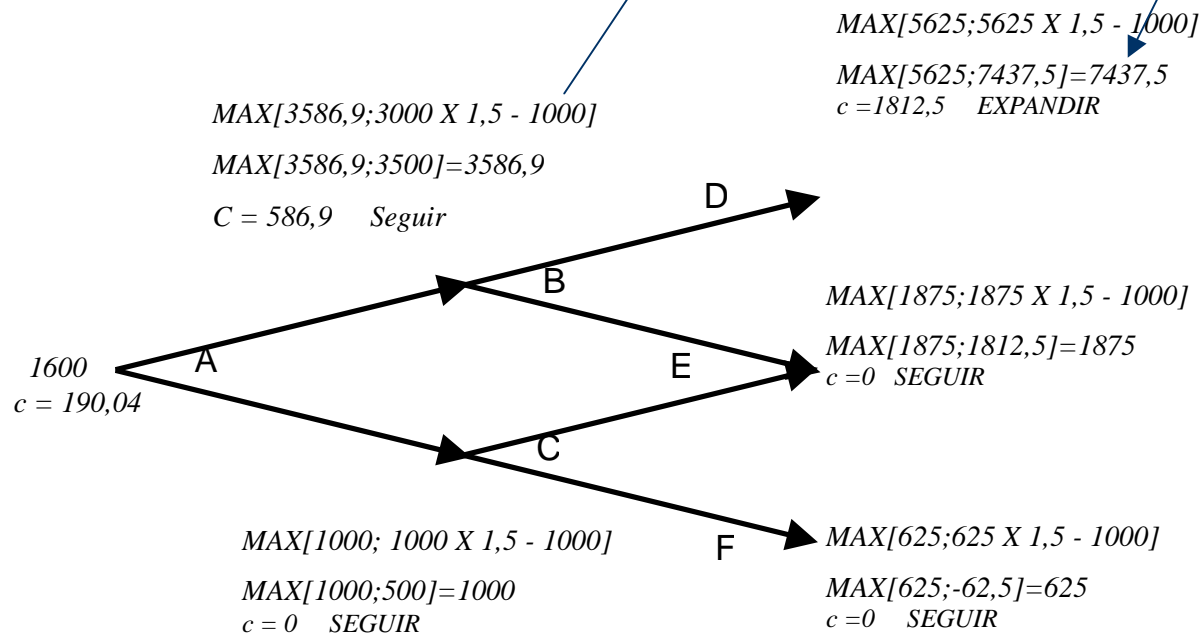 MAX[5625;5625 X 1,5 - 1000]
MAX[5625;7437,5]=7437,5
c =1812,5 EXPANDIR
MAX[3586,9;3000 X 1,5 - 1000]
MAX[3586,9;3500]=3586,9
C = 586,9 Seguir
D
B
MAX[1875;1875 X 1,5 - 1000]
MAX[1875;1812,5]=1875
c =0 SEGUIR
1600
c = 190,04
A
E
C
MAX[1000; 1000 X 1,5 - 1000]
MAX[1000;500]=1000
c = 0 SEGUIR
F
MAX[625;625 X 1,5 - 1000]
MAX[625;-62,5]=625
c =0 SEGUIR